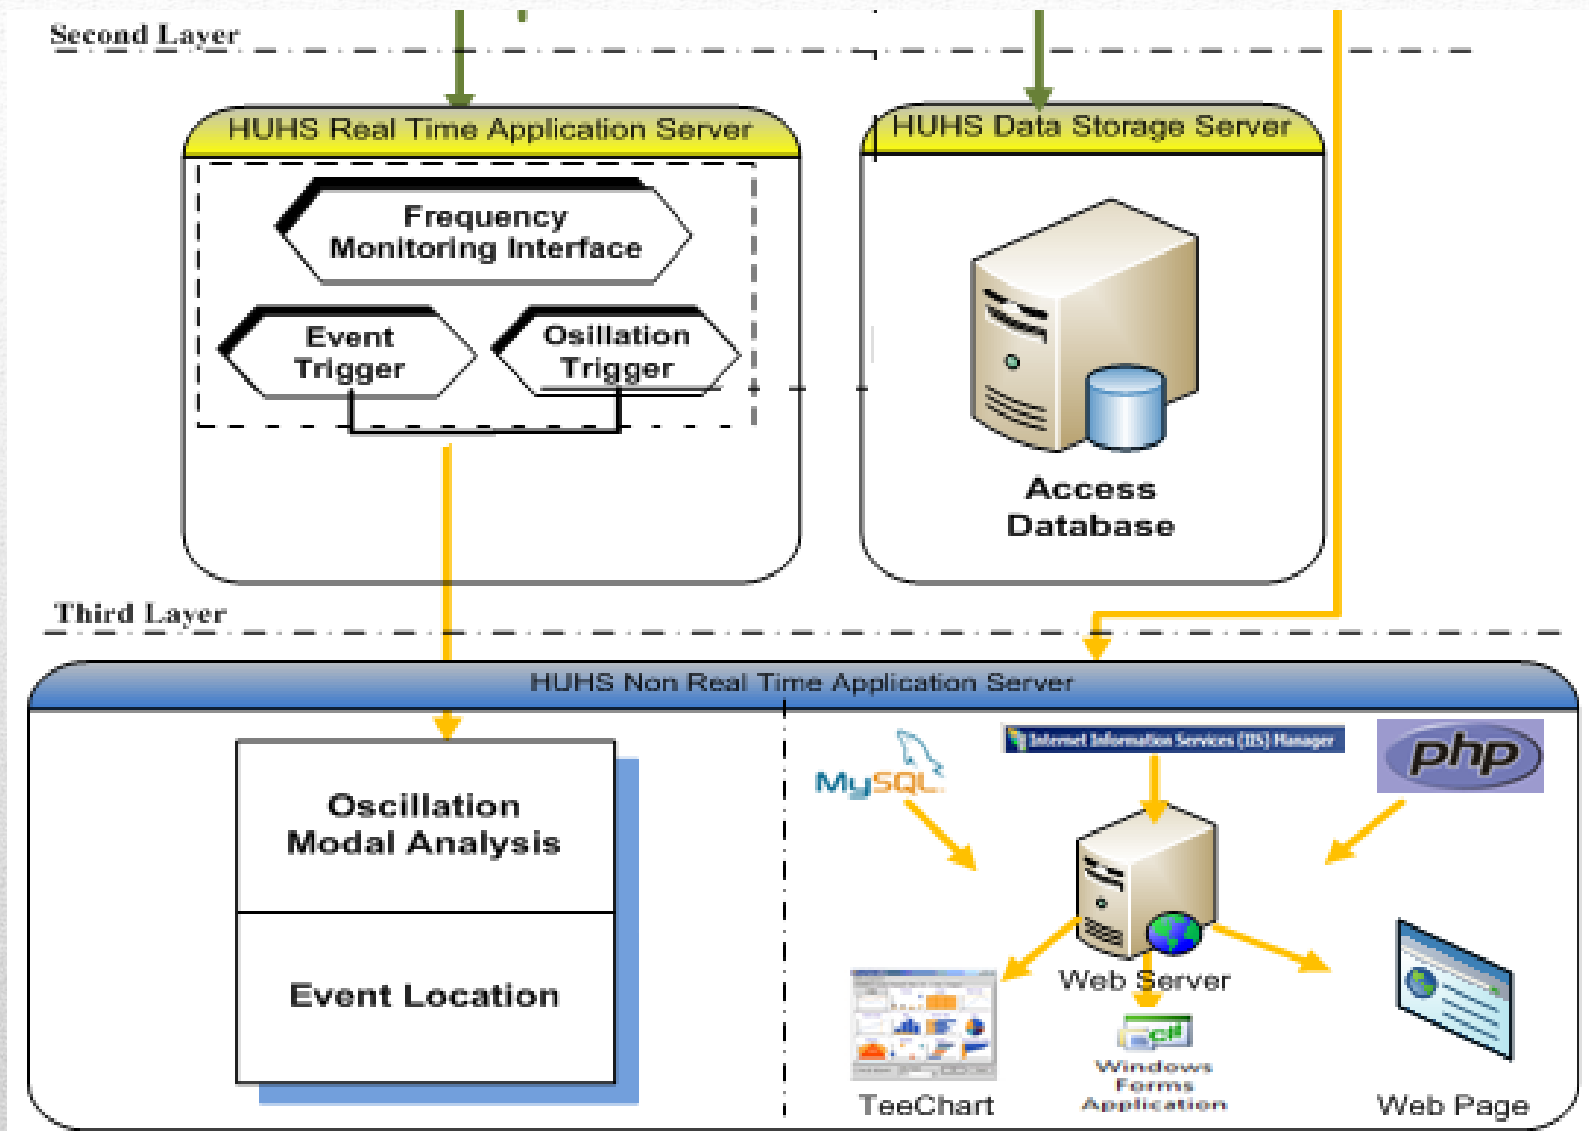 Second Layer
HUHS Real Time Application Server
HUHS Data Storage Server
Frequency
Monitoring Interface
Event
Trigger
Osillation
Trigger
Access
Database
Third Layer
HUHS Non Real Time Application Server
Oscillation
Modal Analysis
Event Location
MySQL
Internet Information Services (IIS) Manager
php
Web Server
TeeChart
C#
Windows
Forms
Application
Web Page